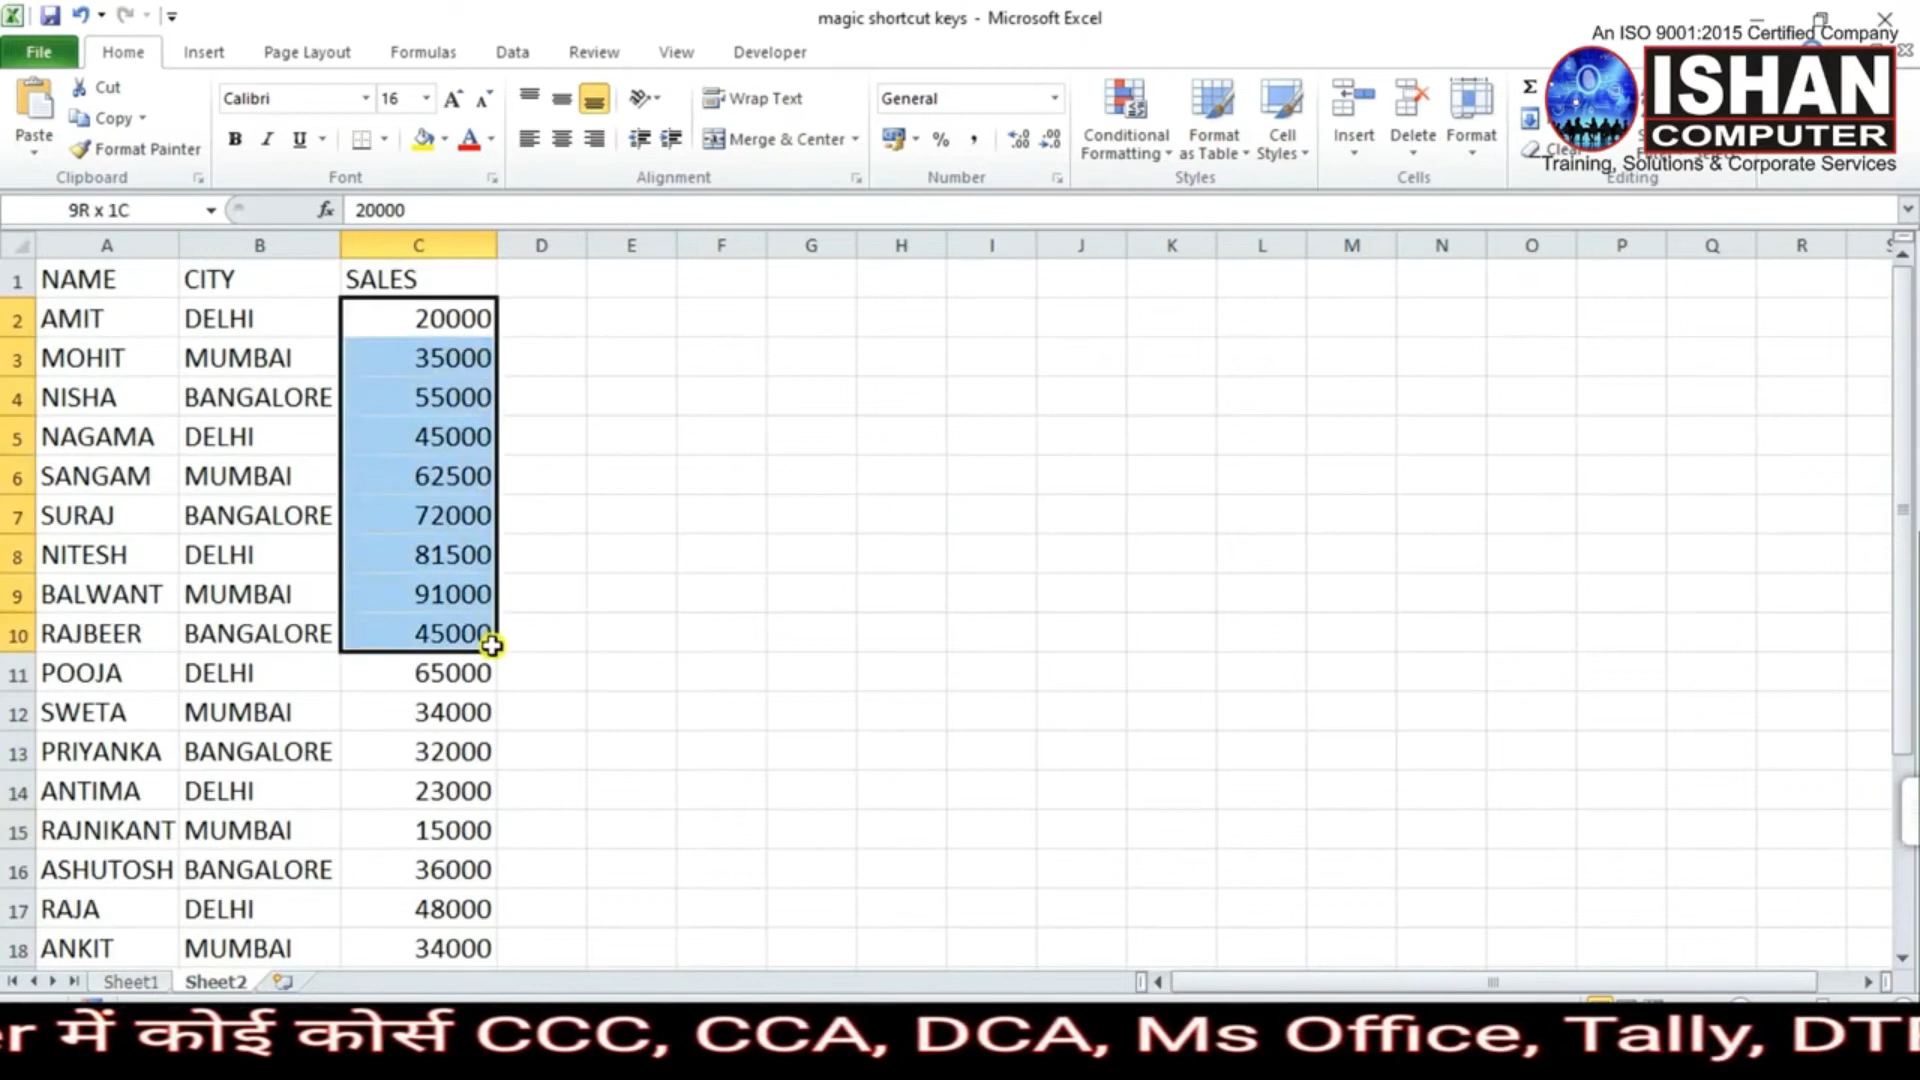 magic shortcut keys - Microsoft Excel
An ISO 9001:2015 Certified Company
File Home Insert Page Layout Formulas Data Review View Developer
ISHAN
COMPUTER
Training, Solutions & Corporate Services
Cut
Copy
Format Painter
Paste
Calibri 16
B I U
Wrap Text
Merge & Center
General
% ,
Conditional Formatting
Format as Table
Cell Styles
Insert Delete Format
Σ
Clear
Clipboard Font Alignment Number Styles Cells Editing
9R x 1C fx 20000
A B C D E F G H I J K L M N O P Q R S
1 NAME CITY SALES
2 AMIT DELHI 20000
3 MOHIT MUMBAI 35000
4 NISHA BANGALORE 55000
5 NAGAMA DELHI 45000
6 SANGAM MUMBAI 62500
7 SURAJ BANGALORE 72000
8 NITESH DELHI 81500
9 BALWANT MUMBAI 91000
10 RAJBEER BANGALORE 45000
11 POOJA DELHI 65000
12 SWETA MUMBAI 34000
13 PRIYANKA BANGALORE 32000
14 ANTIMA DELHI 23000
15 RAJNIKANT MUMBAI 15000
16 ASHUTOSH BANGALORE 36000
17 RAJA DELHI 48000
18 ANKIT MUMBAI 34000
Sheet1 Sheet2
er में कोई कोर्स CCC, CCA, DCA, Ms Office, Tally, DT